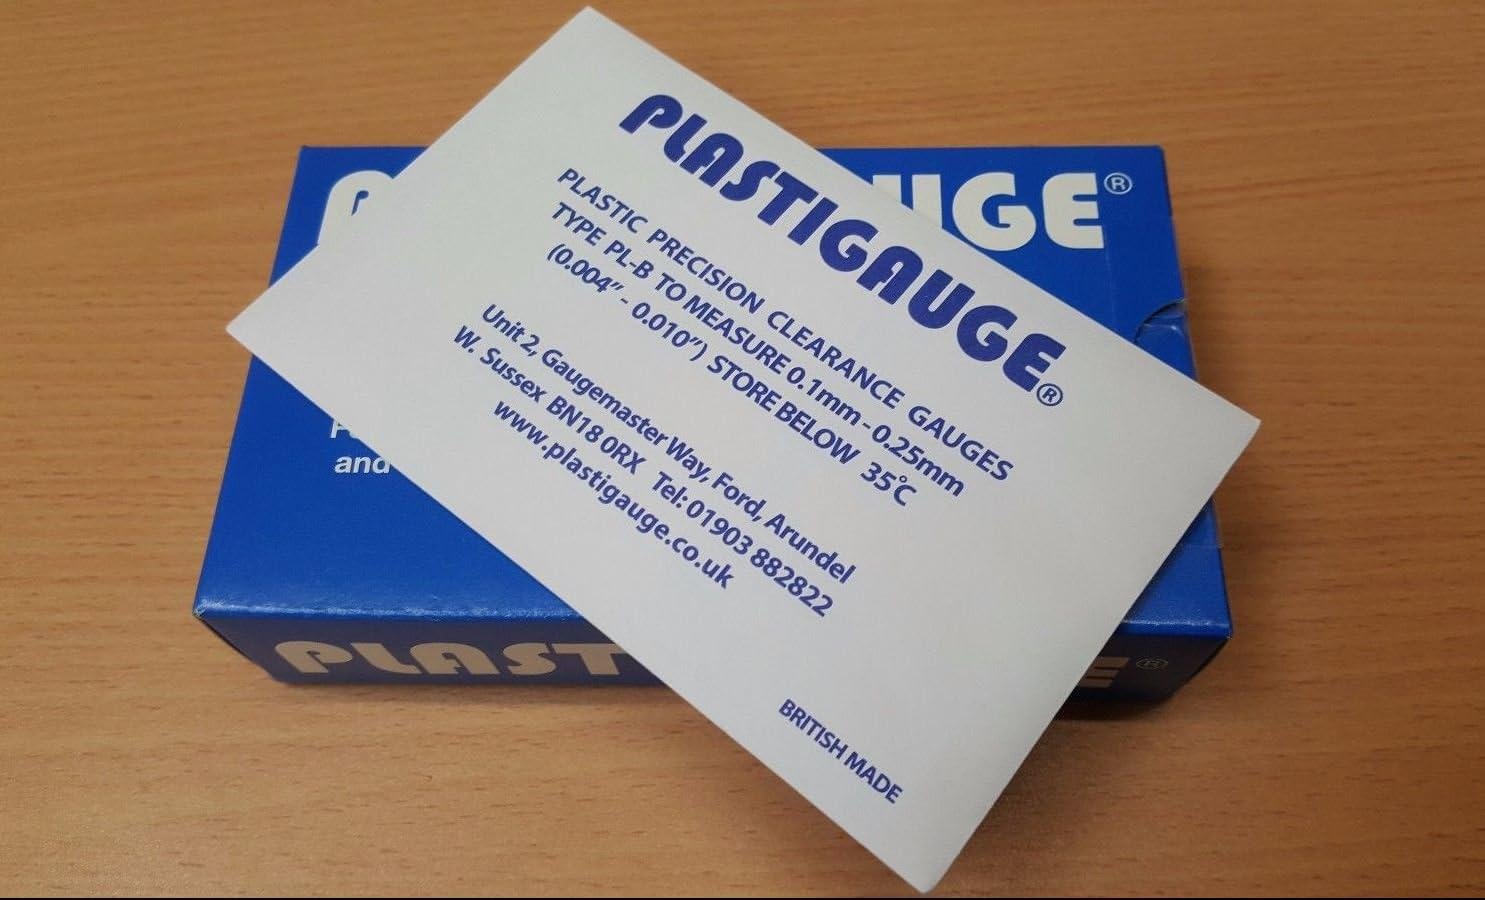 PLASTIGAUGE®
PLASTIC PRECISION CLEARANCE GAUGES
TYPE PL-B TO MEASURE 0.1mm - 0.25mm
(0.004" - 0.010") STORE BELOW 35°C
Unit 2, Gaugemaster Way, Ford, Arundel
W. Sussex BN18 0RX Tel: 01903 882822
www.plastigauge.co.uk
BRITISH MADE
UGE®
and
PLAST E®